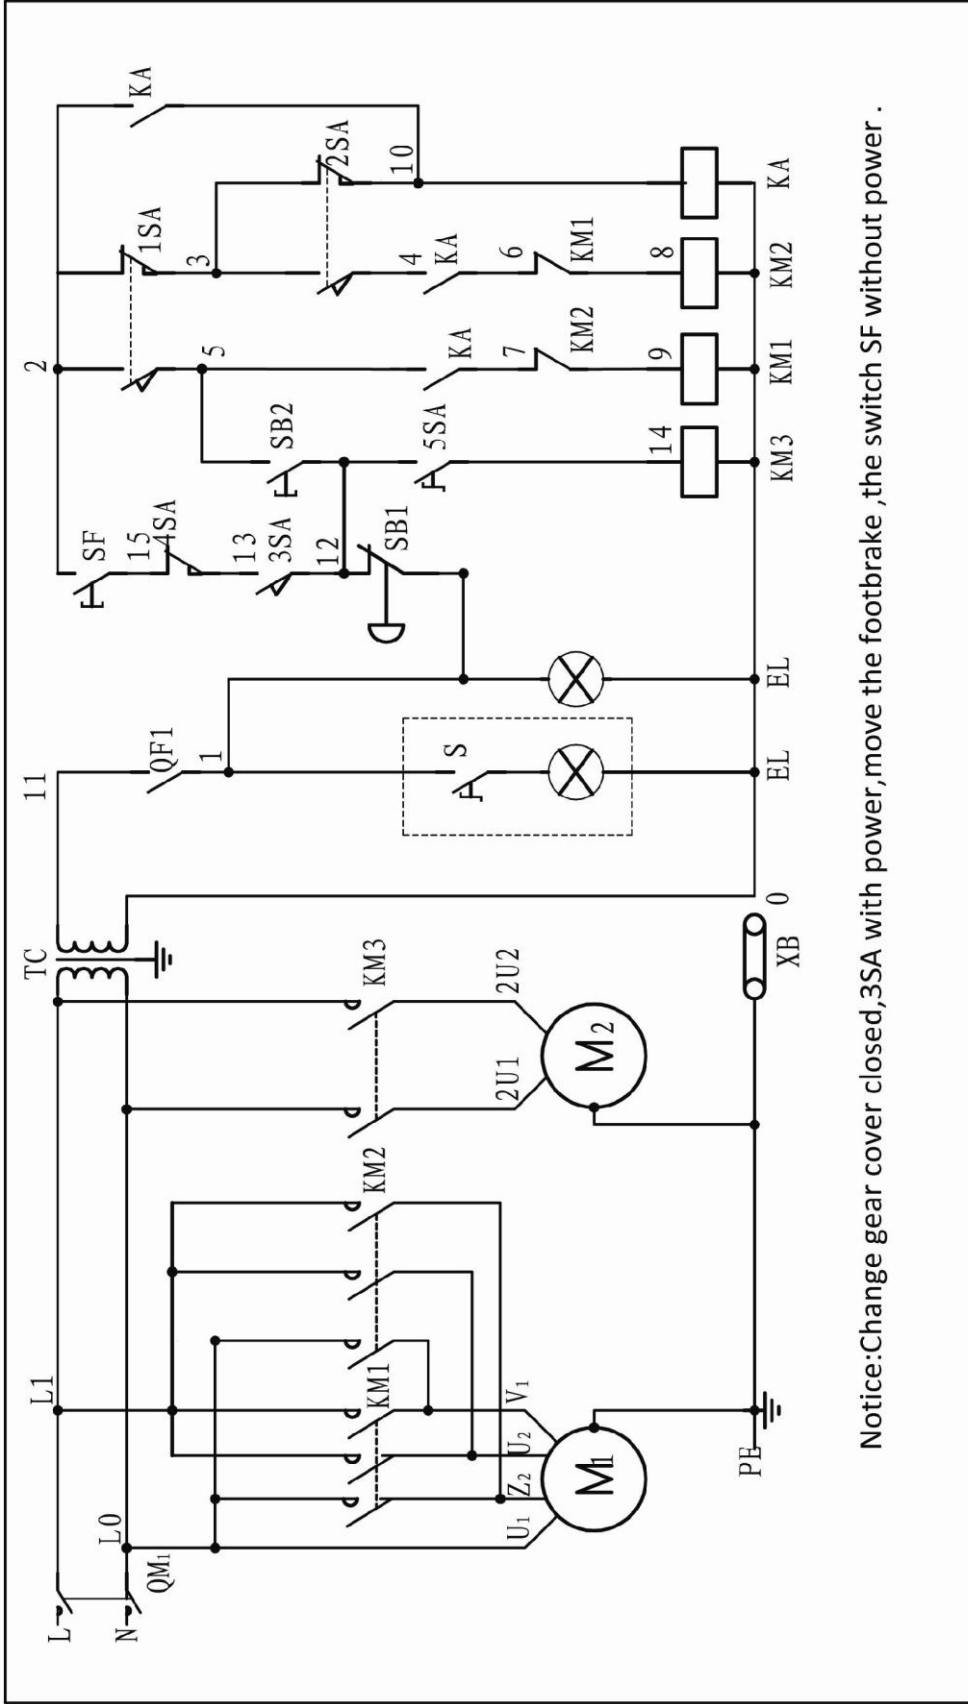 L
N
QM1
L0
L1
TC
11
QF1
1
2
SF
15
4SA
13
3SA
12
SB1
SB2
5SA
14
5
KA
7
KM2
9
1SA
3
4
KA
6
KM1
8
2SA
10
KA
KM1
KM2
KM3
U1
Z2
U2
V1
2U1
2U2
M1
M2
S
PE
XB
0
EL
EL
KM3
KM1
KM2
KA
Notice:Change gear cover closed,3SA with power,move the footbrake ,the switch SF without power .